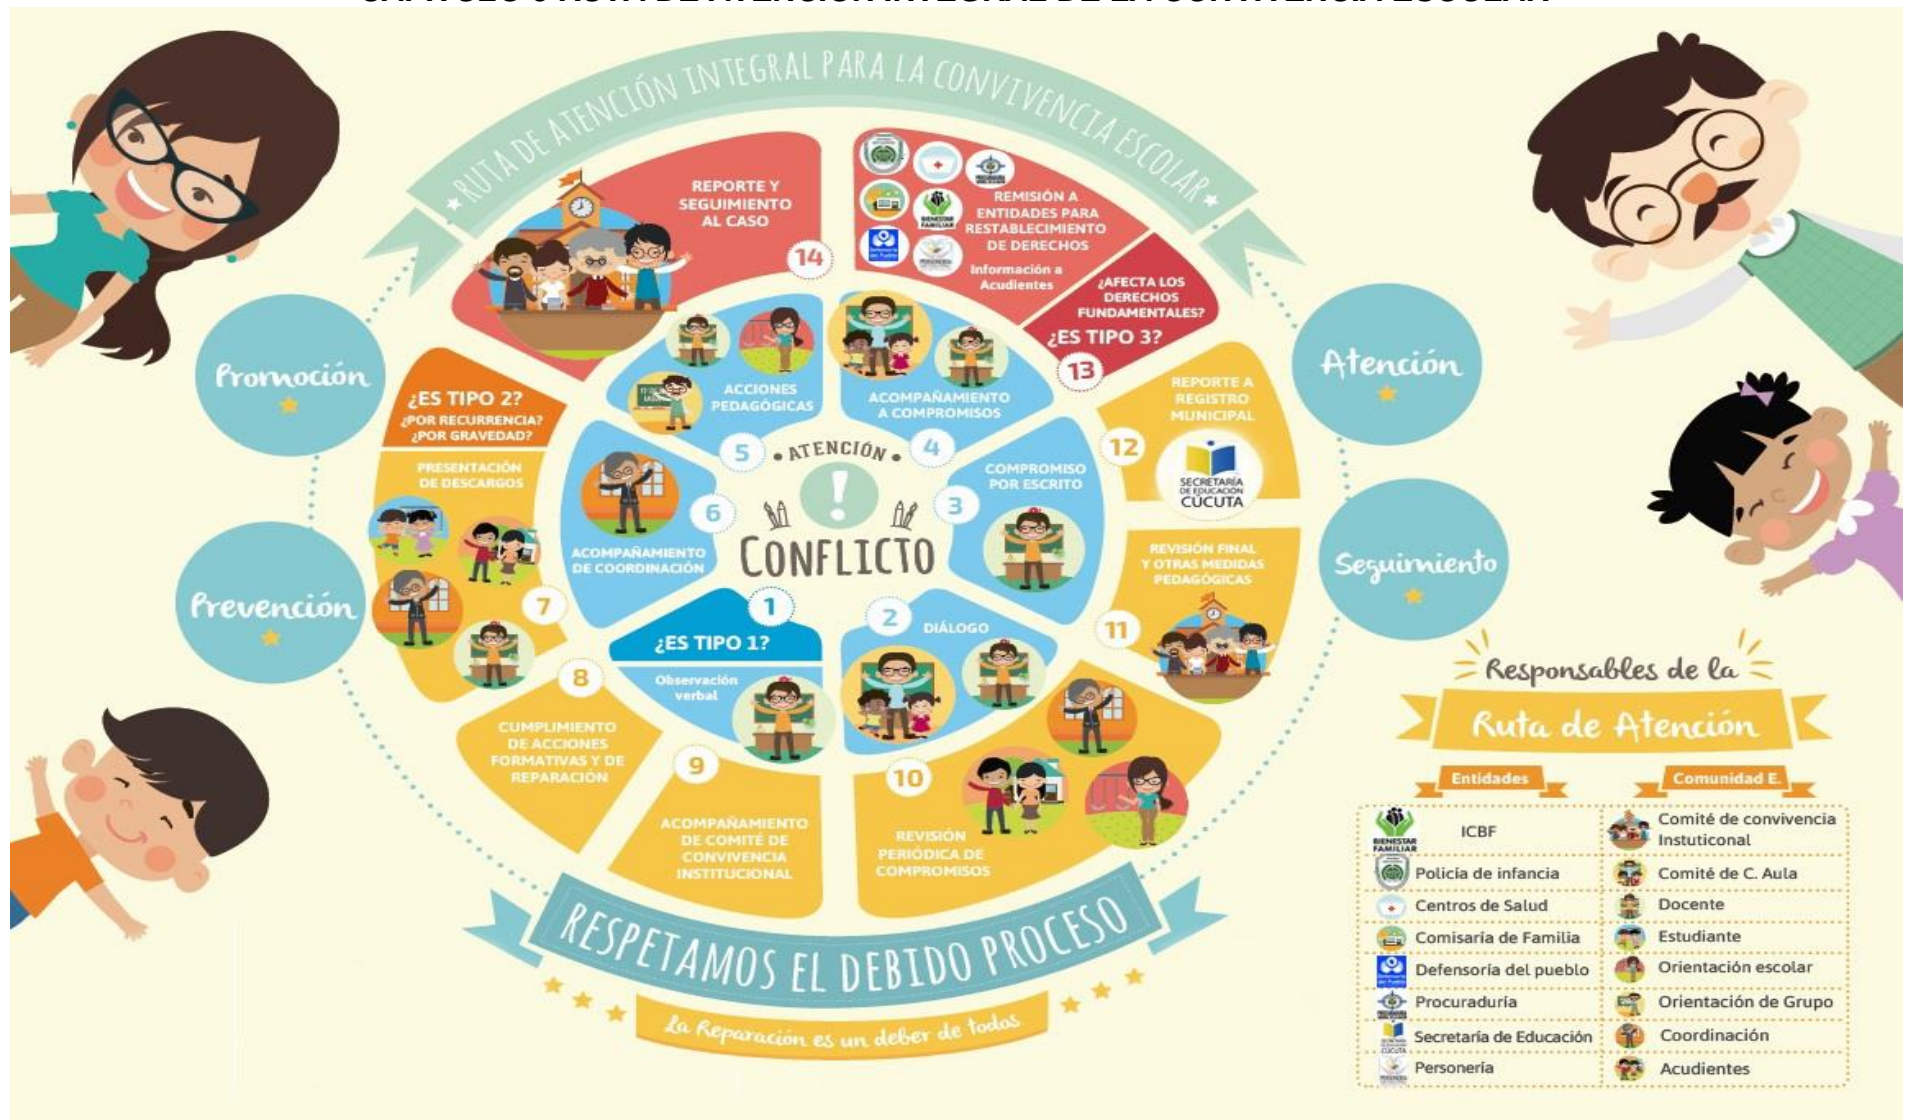 RUTA DE ATENCIÓN INTEGRAL PARA LA CONVIVENCIA ESCOLAR
REPORTE Y
SEGUIMIENTO
AL CASO
14
REMISIÓN A
ENTIDADES PARA
RESTABLECIMIENTO
DE DERECHOS
Información a
Acudientes
BIENESTAR
FAMILIAR
¿AFECTA LOS
DERECHOS
FUNDAMENTALES?
¿ES TIPO 3?
13
Promoción
Atención
Prevención
Seguimiento
¿ES TIPO 2?
¿POR RECURRENCIA?
¿POR GRAVEDAD?
PRESENTACIÓN
DE DESCARGOS
7
ACCIONES
PEDAGÓGICAS
5
ACOMPAÑAMIENTO
A COMPROMISOS
4
REPORTE A
REGISTRO
MUNICIPAL
12
SECRETARÍA
DE EDUCACIÓN
CÚCUTA
COMPROMISO
POR ESCRITO
3
ACOMPAÑAMIENTO
DE COORDINACIÓN
6
• ATENCIÓN •
!
CONFLICTO
1
¿ES TIPO 1?
Observación
verbal
2
DIÁLOGO
REVISIÓN FINAL
Y OTRAS MEDIDAS
PEDAGÓGICAS
11
8
CUMPLIMIENTO
DE ACCIONES
FORMATIVAS Y DE
REPARACIÓN
9
ACOMPAÑAMIENTO
DE COMITÉ DE
CONVIVENCIA
INSTITUCIONAL
10
REVISIÓN
PERIÓDICA DE
COMPROMISOS
RESPETAMOS EL DEBIDO PROCESO
La Reparación es un deber de todos
Responsables de la
Ruta de Atención
Entidades
BIENESTAR
FAMILIAR
ICBF
Policía de infancia
Centros de Salud
Comisaría de Familia
Defensoría del pueblo
Procuraduría
Secretaría de Educación
Personería
Comunidad E.
Comité de convivencia
Instuticonal
Comité de C. Aula
Docente
Estudiante
Orientación escolar
Orientación de Grupo
Coordinación
Acudientes